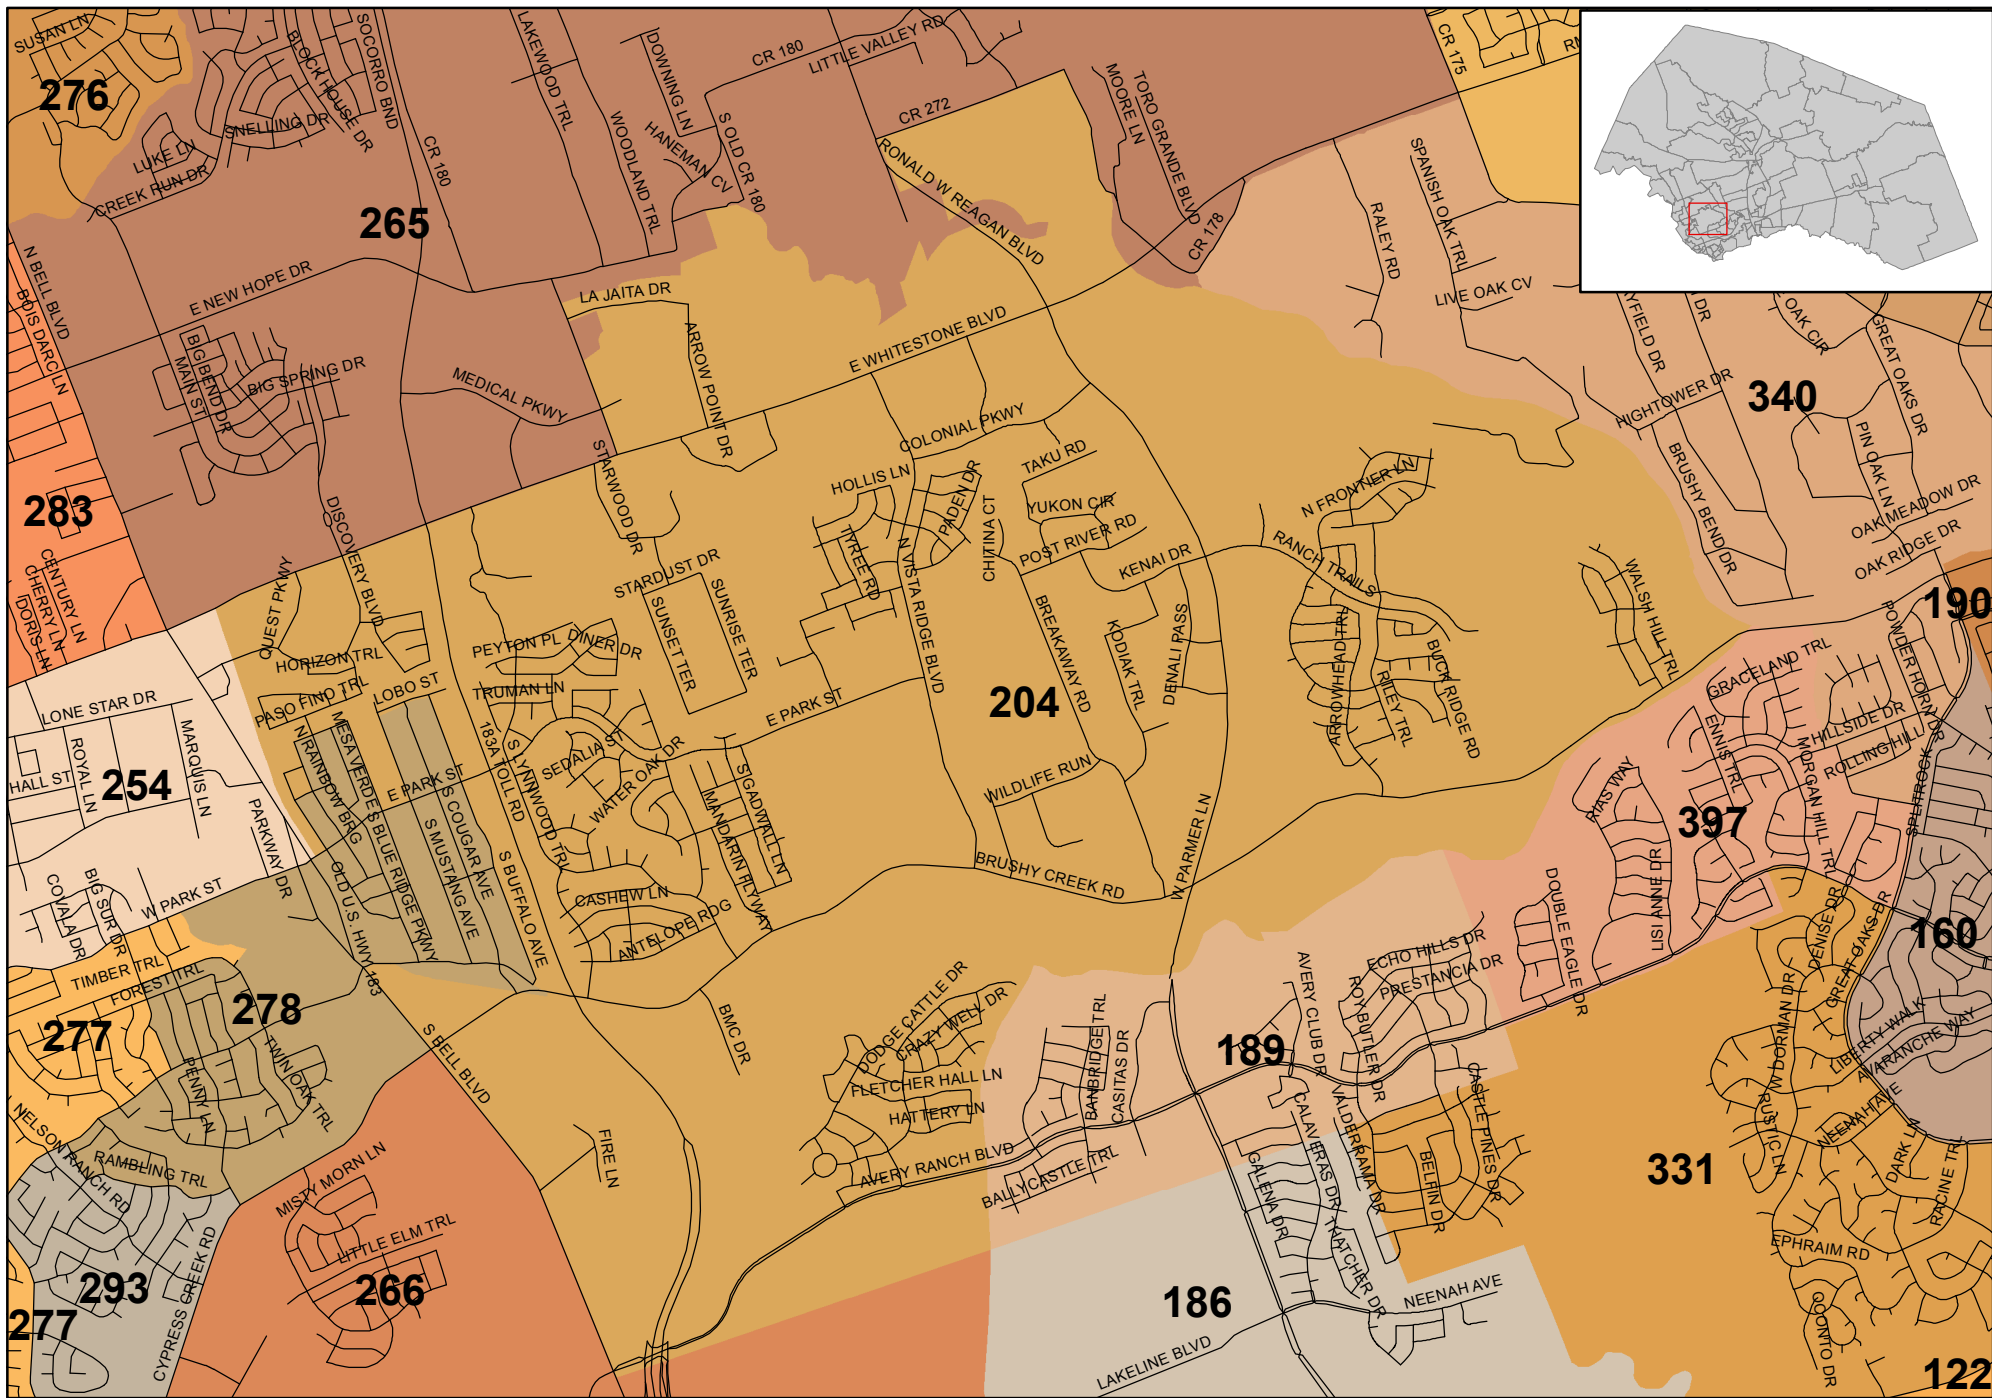 SUSAN LN
276
BLOCK HOUSE DR
SOCORRO BND
LAKEWOOD TRL
DOWNING LN
CR 180
LITTLE VALLEY RD
CR 175
SNELLING DR
LUKE LN
CREEK RUN DR
CR 180
WOODLAND TRL
HANEMAN CV
S OLD CR 180
CR 272
RONALD W REAGAN BLVD
MOORE LN
TORO GRANDE BLVD
CR 178
SPANISH OAK TRL
RALEY RD
LIVE OAK CV
265
N BELL BLVD
BOIS DARC LN
E NEW HOPE DR
BIG BEND DR
MAIN ST
BIG SPRING DR
MEDICAL PKWY
LA JAITA DR
ARROW POINT DR
E WHITESTONE BLVD
COLONIAL PKWY
HIGHTOWER DR
340
GREAT OAKS DR
PIN OAK LN
BRUSHY BEND DR
OAK MEADOW DR
OAK RIDGE DR
283
CENTURY LN
CHERRY LN
DORIS LN
DISCOVERY BLVD
QUEST PKWY
STARWOOD DR
STARDUST DR
SUNSET TER
SUNRISE TER
HOLLIS LN
PADEN DR
TYREE RD
N VISTA RIDGE BLVD
CHITINA CT
TAKU RD
YUKON CIR
POST RIVER RD
KENAI DR
BREAKAWAY RD
KODIAK TRL
DENALI PASS
N FRONTIER LN
RANCH TRAILS
ARROWHEAD TRL
RILEY TRL
BUCK RIDGE RD
WALSH HILL TRL
190
POWDER HORN DR
HORIZON TRL
PASO FINO TRL
LOBO ST
PEYTON PL
DINER DR
TRUMAN LN
E PARK ST
204
GRACELAND TRL
ENNIS TRL
HILLSIDE DR
ROLLING HILL
MORGAN HILL TRL
SPLITROCK
LONE STAR DR
ROYAL LN
MARQUIS LN
HALL ST
254
PARKWAY DR
N RAINBOW BRG
MESA VERDE
S BLUE RIDGE PKWY
E PARK ST
S COUGAR AVE
S MUSTANG AVE
183A TOLL RD
S LYNNWOOD TRL
S BUFFALO AVE
SEDALIA ST
WATER OAK DR
MANDARIN FLYWAY
S GADWALL LN
WILDLIFE RUN
W PARMER LN
BRUSHY CREEK RD
RIAS WAY
397
LISI ANNE DR
DOUBLE EAGLE DR
COVALA DR
BIG SUR DR
W PARK ST
OLD U.S. HWY 183
CASHEW LN
ANTELOPE RDG
TIMBER TRL
FOREST TRL
277
278
PENNY LN
TWIN OAK TRL
S BELL BLVD
BMC DR
DODGE CATTLE DR
CRAZY WELL DR
FLETCHER HALL LN
HATTERY LN
BANBRIDGE TRL
CASITAS DR
189
AVERY CLUB DR
ROY BUTLER DR
ECHO HILLS DR
PRESTANCIA DR
DENISE DR
GREAT OAKS DR
160
W DORMAN DR
LIBERTY WALK
AVARANCHE WAY
NEENAH AVE
RUSTIC LN
DARK LN
RACINE TRL
NELSON RANCH RD
RAMBLING TRL
MISTY MORN LN
FIRE LN
AVERY RANCH BLVD
BALLYCASTLE TRL
GALENA DR
CALAVERAS DR
VALDERRAMA DR
THATCHER DR
CASTLE PINES DR
BELFIN DR
331
EPHRAIM RD
QOONTO DR
293
277
CYPRESS CREEK RD
LITTLE ELM TRL
266
186
LAKELINE BLVD
NEENAH AVE
122